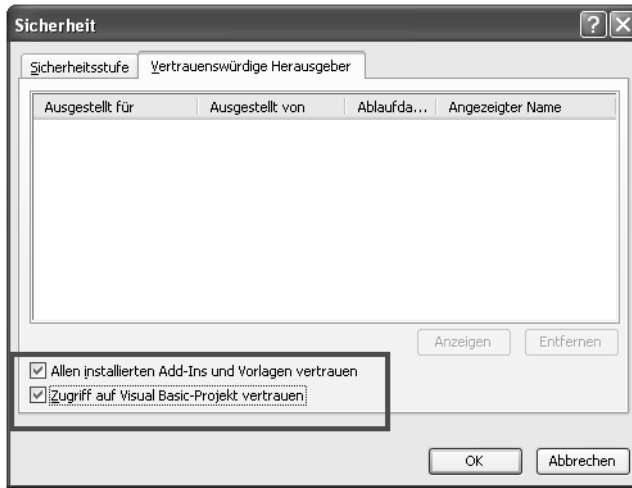 Sicherheit
Sicherheitsstufe Vertrauenswürdige Herausgeber
Ausgestellt für Ausgestellt von Ablaufda... Angezeigter Name
Anzeigen Entfernen
Allen installierten Add-Ins und Vorlagen vertrauen
Zugriff auf Visual Basic-Projekt vertrauen
OK Abbrechen